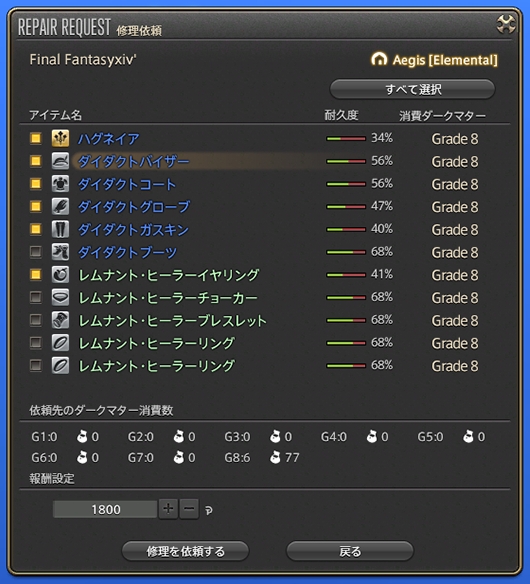 REPAIR REQUEST 修理依頼
Final Fantasyxiv' Aegis [Elemental]
すべて選択
アイテム名 耐久度 消費ダークマター
ハグネイア 34% Grade 8
ダイダクトバイザー 56% Grade 8
ダイダクトコート 56% Grade 8
ダイダクトグローブ 47% Grade 8
ダイダクトガスキン 40% Grade 8
ダイダクトブーツ 68% Grade 8
レムナント・ヒーラーイヤリング 41% Grade 8
レムナント・ヒーラーチョーカー 68% Grade 8
レムナント・ヒーラーブレスレット 68% Grade 8
レムナント・ヒーラーリング 68% Grade 8
レムナント・ヒーラーリング 68% Grade 8
依頼先のダークマター消費数
G1:0 0 G2:0 0 G3:0 0 G4:0 0 G5:0 0
G6:0 0 G7:0 0 G8:6 77
報酬設定
1800 + -
修理を依頼する 戻る